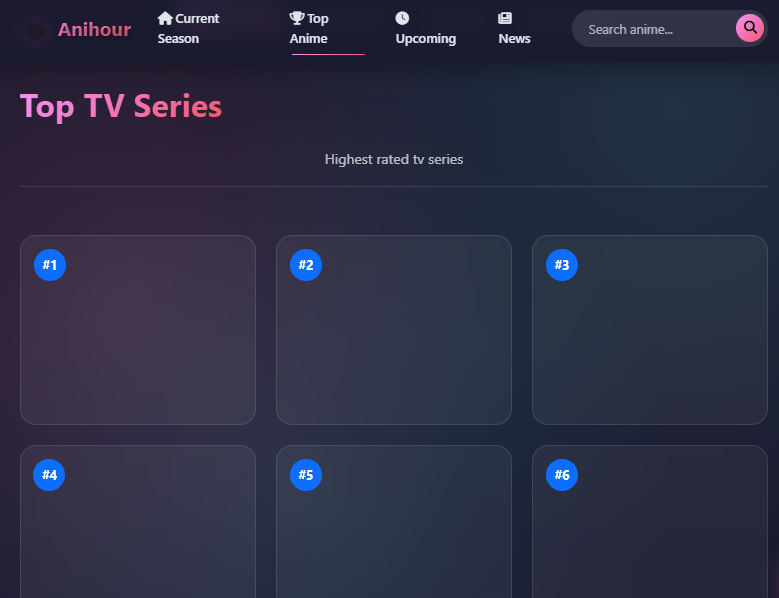 Anihour
Current
Season
Top
Anime
Upcoming
News
Search anime...
Top TV Series
Highest rated tv series
#1
#2
#3
#4
#5
#6